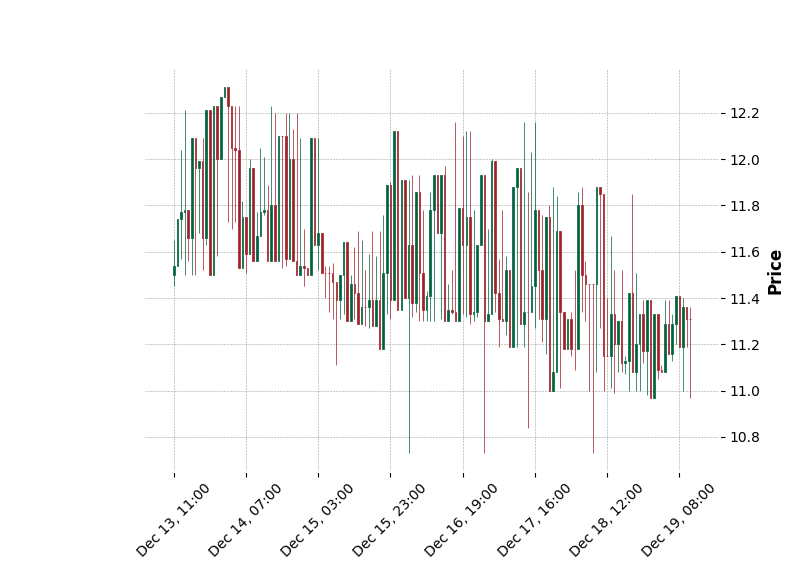 12.2
12.0
11.8
11.6
11.4
11.2
11.0
10.8
Price
Dec 13, 11:00
Dec 14, 07:00
Dec 15, 03:00
Dec 15, 23:00
Dec 16, 19:00
Dec 17, 16:00
Dec 18, 12:00
Dec 19, 08:00